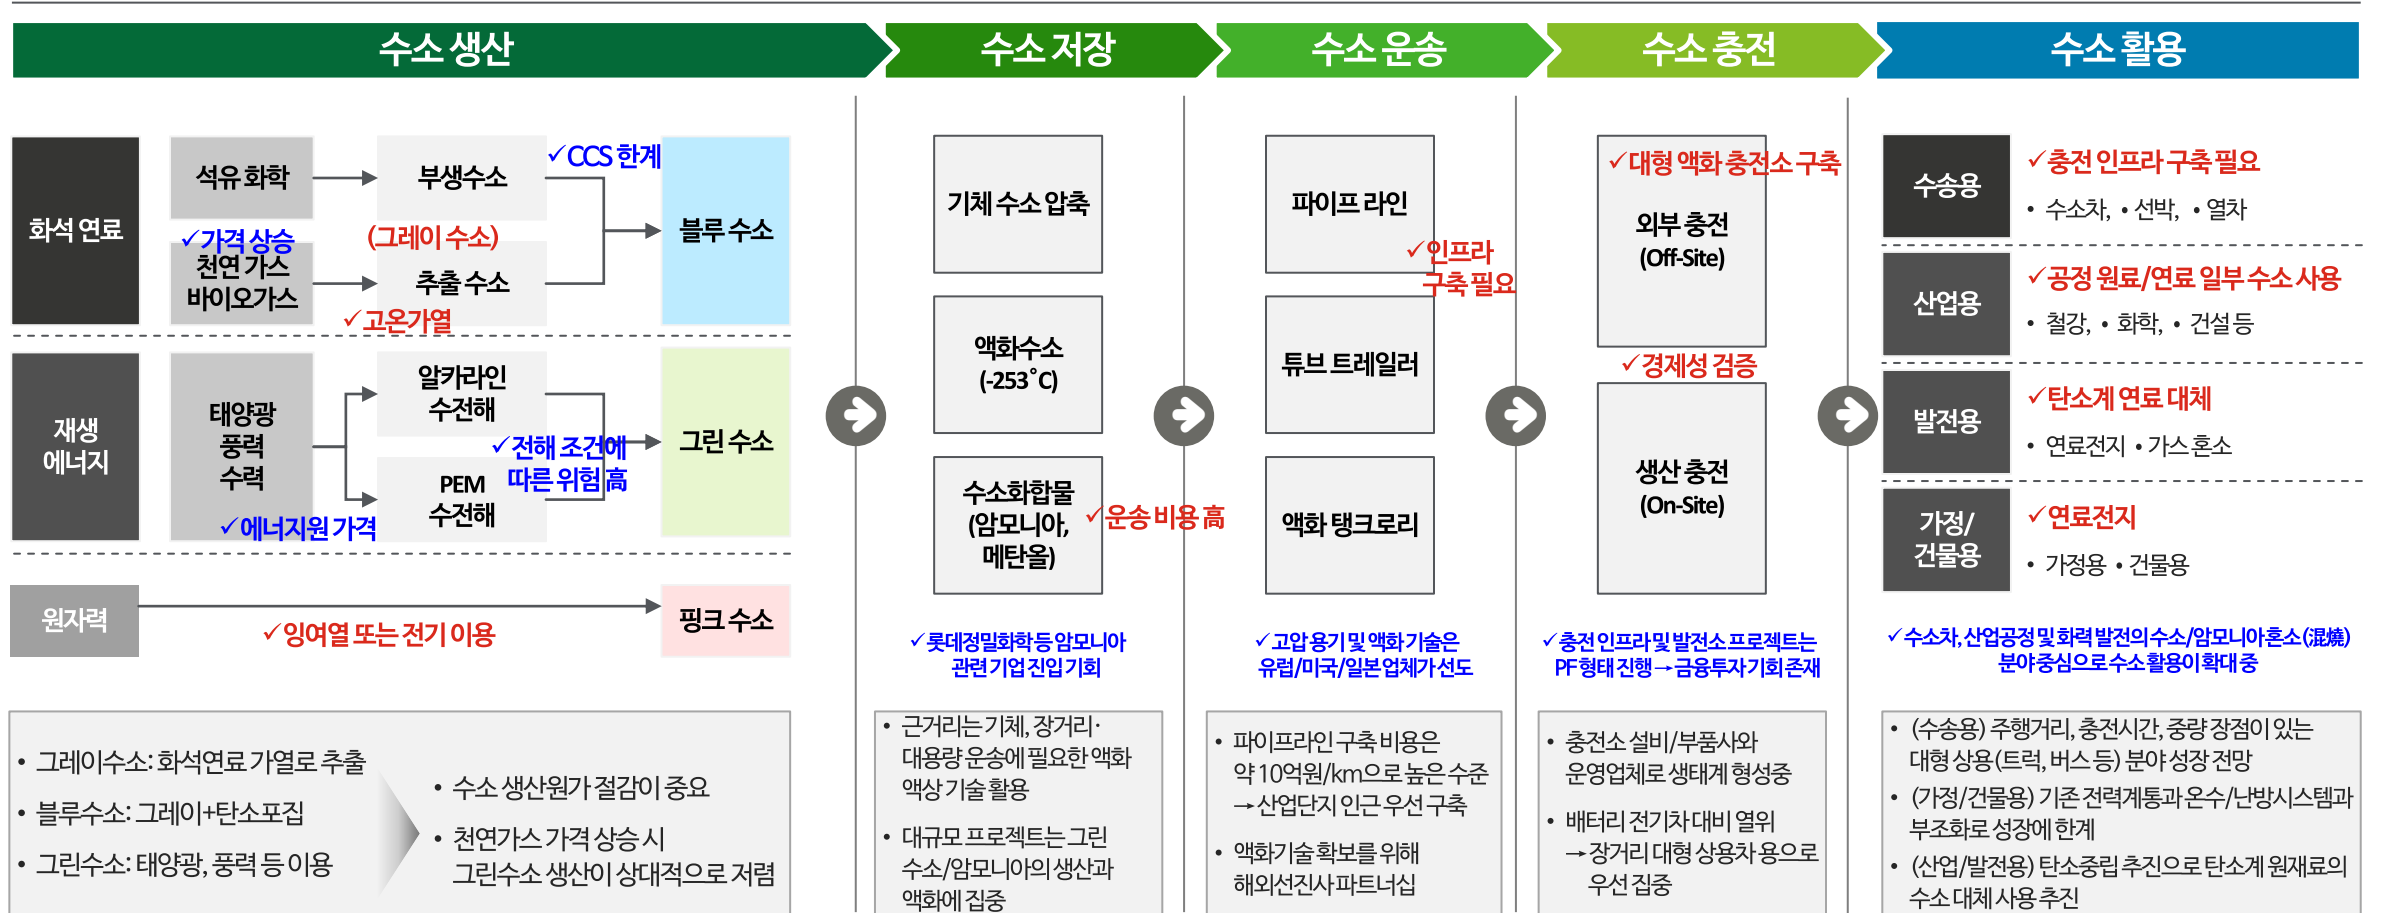 수소 생산
수소 저장
수소 운송
수소 충전
수소 활용
화석 연료
석유 화학
✓가격 상승
천연 가스
바이오가스
부생수소
(그레이 수소)
추출 수소
✓고온가열
✓CCS 한계
블루 수소
재생
에너지
태양광
풍력
수력
✓에너지원 가격
알카라인
수전해
✓전해 조건에
따른 위험 高
PEM
수전해
그린 수소
원자력
✓잉여열 또는 전기 이용
핑크 수소
• 그레이수소: 화석연료 가열로 추출
• 블루수소: 그레이+탄소포집
• 그린수소: 태양광, 풍력 등 이용
• 수소 생산원가 절감이 중요
• 천연가스 가격 상승 시
그린수소 생산이 상대적으로 저렴
기체 수소 압축
액화수소
(-253˚C)
수소화합물
(암모니아,
메탄올)
✓운송 비용 高
✓롯데정밀화학 등 암모니아
관련 기업 진입 기회
• 근거리는 기체, 장거리·
대용량 운송에 필요한 액화
액상 기술 활용
• 대규모 프로젝트는 그린
수소/암모니아의 생산과
액화에 집중
파이프 라인
✓인프라
구축 필요
튜브 트레일러
액화 탱크로리
✓고압 용기 및 액화 기술은
유럽/미국/일본 업체가 선도
• 파이프라인 구축 비용은
약 10억원/km으로 높은 수준
→산업단지 인근 우선 구축
• 액화기술 확보를 위해
해외선진사 파트너십
✓대형 액화 충전소 구축
외부 충전
(Off-Site)
✓경제성 검증
생산 충전
(On-Site)
✓충전 인프라 및 발전소 프로젝트는
PF 형태 진행→금융투자 기회 존재
• 충전소 설비/부품사와
운영업체로 생태계 형성중
• 배터리 전기차 대비 열위
→장거리 대형 상용차 용으로
우선 집중
수송용
✓충전 인프라 구축 필요
• 수소차, • 선박, • 열차
산업용
✓공정 원료/연료 일부 수소 사용
• 철강, • 화학, • 건설 등
발전용
✓탄소계 연료 대체
• 연료전지 • 가스 혼소
가정/
건물용
✓연료전지
• 가정용 • 건물용
✓수소차, 산업공정 및 화력 발전의 수소/암모니아 혼소(混燒)
분야 중심으로 수소 활용이 확대 중
• (수송용) 주행거리, 충전시간, 중량 장점이 있는
대형 상용(트럭, 버스 등) 분야 성장 전망
• (가정/건물용) 기존 전력계통과 온수/난방시스템과
부조화로 성장에 한계
• (산업/발전용) 탄소중립 추진으로 탄소계 원재료의
수소 대체 사용 추진